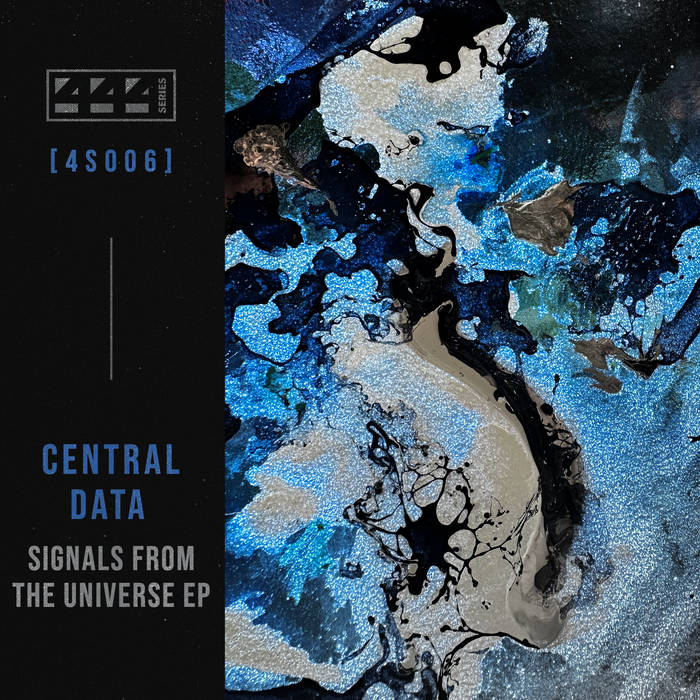 444 SERIES
[4S006]
CENTRAL
DATA
SIGNALS FROM
THE UNIVERSE EP